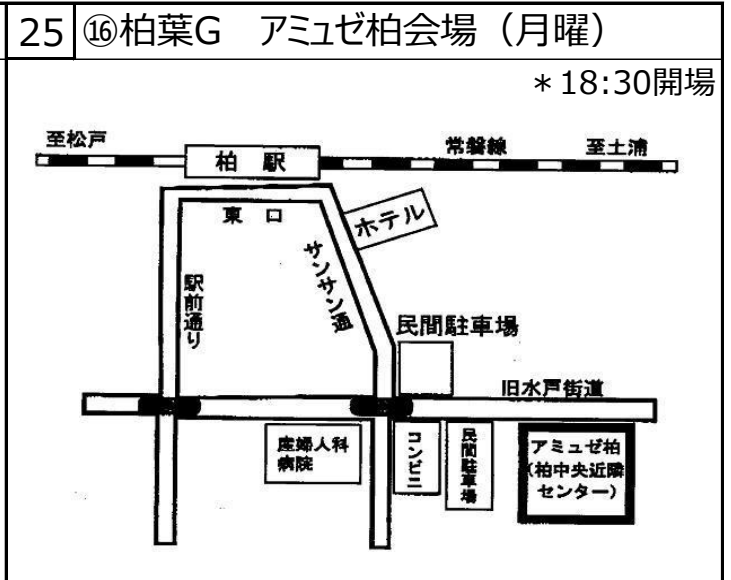 25 ⑯柏葉G　アミュゼ柏会場（月曜）
＊18:30開場
至松戸
柏 駅
常磐線
至土浦
東 口
ホテル
サンサン通
駅前通り
民間駐車場
旧水戸街道
産婦人科
病院
コンビニ
民間駐車場
アミュゼ柏
(柏中央近隣
センター)